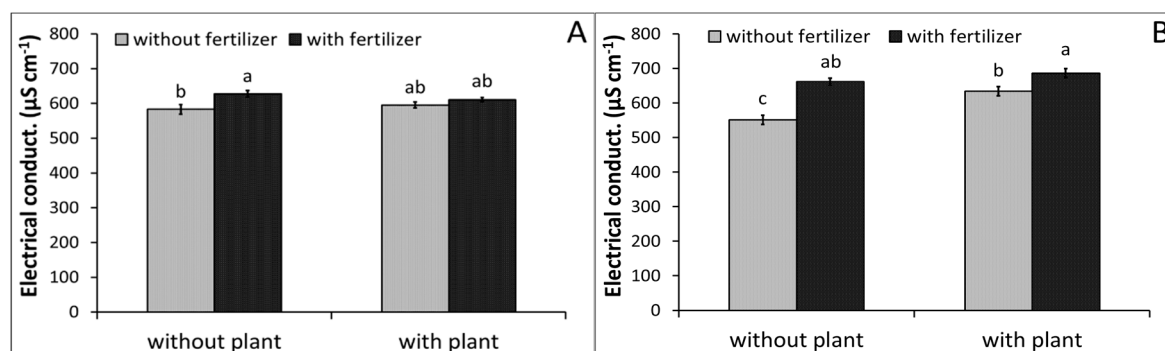 A
Electrical conduct. (µS cm-1)
800
700
600
500
400
300
200
100
0
without fertilizer
with fertilizer
b
a
ab
ab
without plant
with plant
B
Electrical conduct. (µS cm-1)
800
700
600
500
400
300
200
100
0
without fertilizer
with fertilizer
c
ab
b
a
without plant
with plant